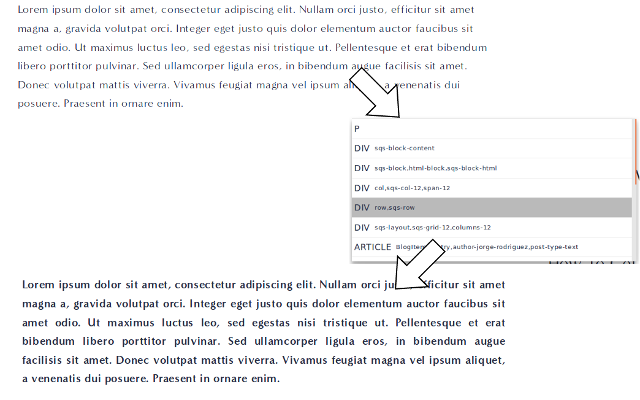 Lorem ipsum dolor sit amet, consectetur adipiscing elit. Nullam orci justo, efficitur sit amet
magna a, gravida volutpat orci. Integer eget justo quis dolor elementum auctor faucibus sit
amet odio. Ut maximus luctus leo, sed egestas nisi tristique ut. Pellentesque et erat bibendum
libero porttitor pulvinar. Sed ullamcorper ligula eros, in bibendum augue facilisis sit amet.
Donec volutpat mattis viverra. Vivamus feugiat magna vel ipsum a venenatis dui
posuere. Praesent in ornare enim.
P
DIV sqs-block-content
DIV sqs-block,html-block,sqs-block-html
DIV col,sqs-col-12,span-12
DIV row,sqs-row
DIV sqs-layout,sqs-grid-12,columns-12
ARTICLE BlogItem ry,author-jorge-rodriguez,post-type-text
Lorem ipsum dolor sit amet, consectetur adipiscing elit. Nullam orci ju efficitur sit amet
magna a, gravida volutpat orci. Integer eget justo quis dolor elementum auctor faucibus sit
amet odio. Ut maximus luctus leo, sed egestas nisi tristique ut. Pellentesque et erat
bibendum libero porttitor pulvinar. Sed ullamcorper ligula eros, in bibendum augue
facilisis sit amet. Donec volutpat mattis viverra. Vivamus feugiat magna vel ipsum aliquet,
a venenatis dui posuere. Praesent in ornare enim.